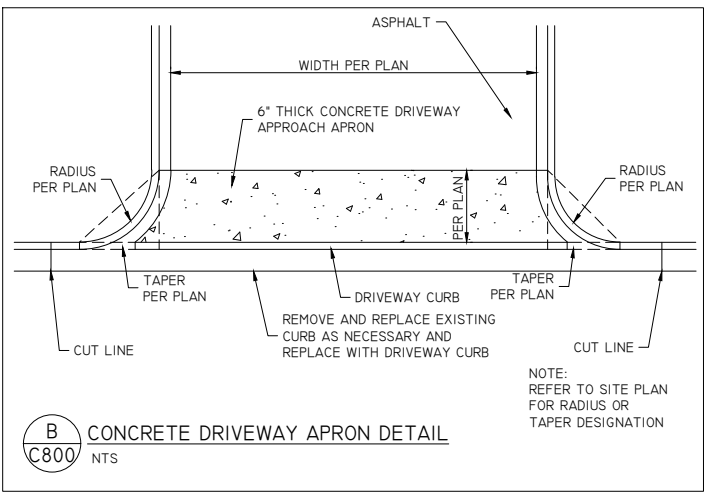 ASPHALT
WIDTH PER PLAN
6" THICK CONCRETE DRIVEWAY
APPROACH APRON
RADIUS
PER PLAN
PER PLAN
RADIUS
PER PLAN
TAPER
PER PLAN
DRIVEWAY CURB
TAPER
PER PLAN
REMOVE AND REPLACE EXISTING
CURB AS NECESSARY AND
REPLACE WITH DRIVEWAY CURB
CUT LINE
CUT LINE
NOTE:
REFER TO SITE PLAN
FOR RADIUS OR
TAPER DESIGNATION
B
C800
CONCRETE DRIVEWAY APRON DETAIL
NTS